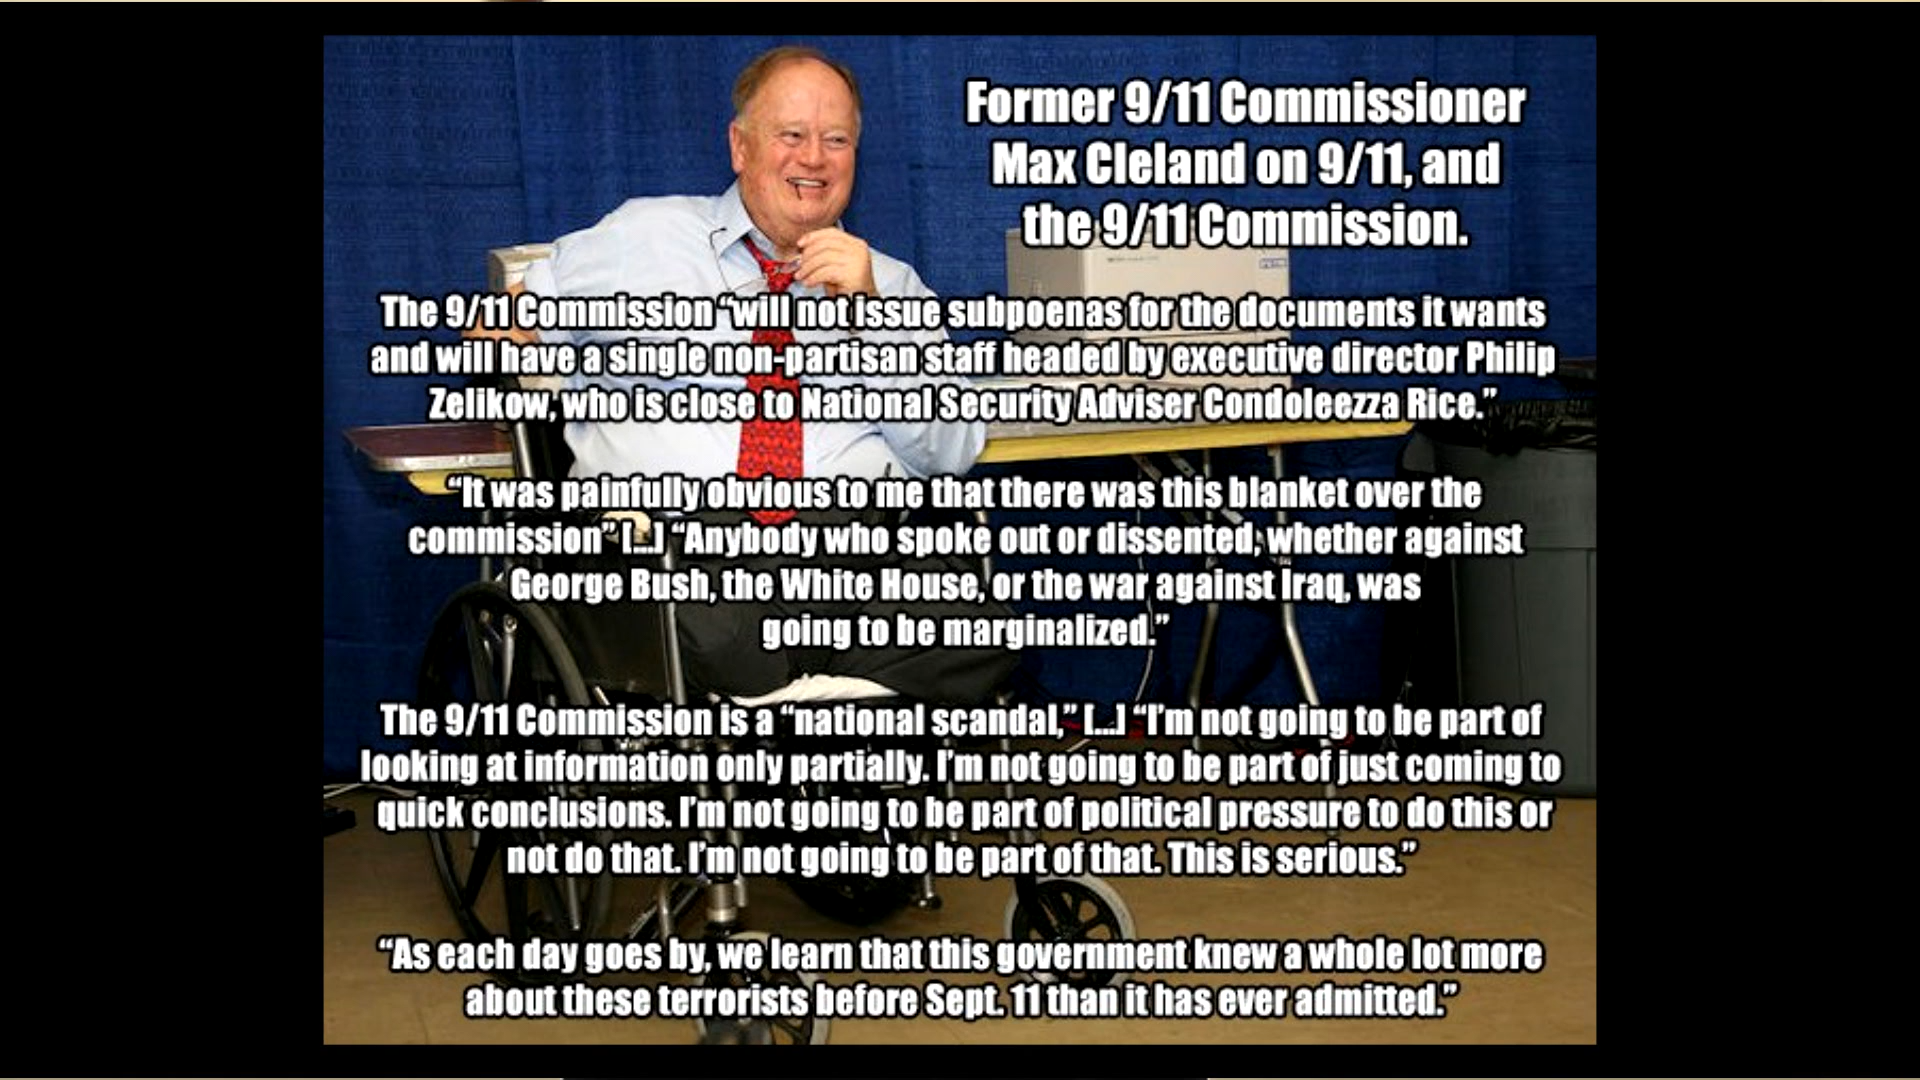 Former 9/11 Commissioner
Max Cleland on 9/11, and
the 9/11 Commission.
The 9/11 Commission “will not issue subpoenas for the documents it wants
and will have a single non-partisan staff headed by executive director Philip
Zelikow, who is close to National Security Adviser Condoleezza Rice.”
“It was painfully obvious to me that there was this blanket over the
commission” [...] “Anybody who spoke out or dissented, whether against
George Bush, the White House, or the war against Iraq, was
going to be marginalized.”
The 9/11 Commission is a “national scandal,” [...] “I’m not going to be part of
looking at information only partially. I’m not going to be part of just coming to
quick conclusions. I’m not going to be part of political pressure to do this or
not do that. I’m not going to be part of that. This is serious.”
“As each day goes by, we learn that this government knew a whole lot more
about these terrorists before Sept. 11 than it has ever admitted.”